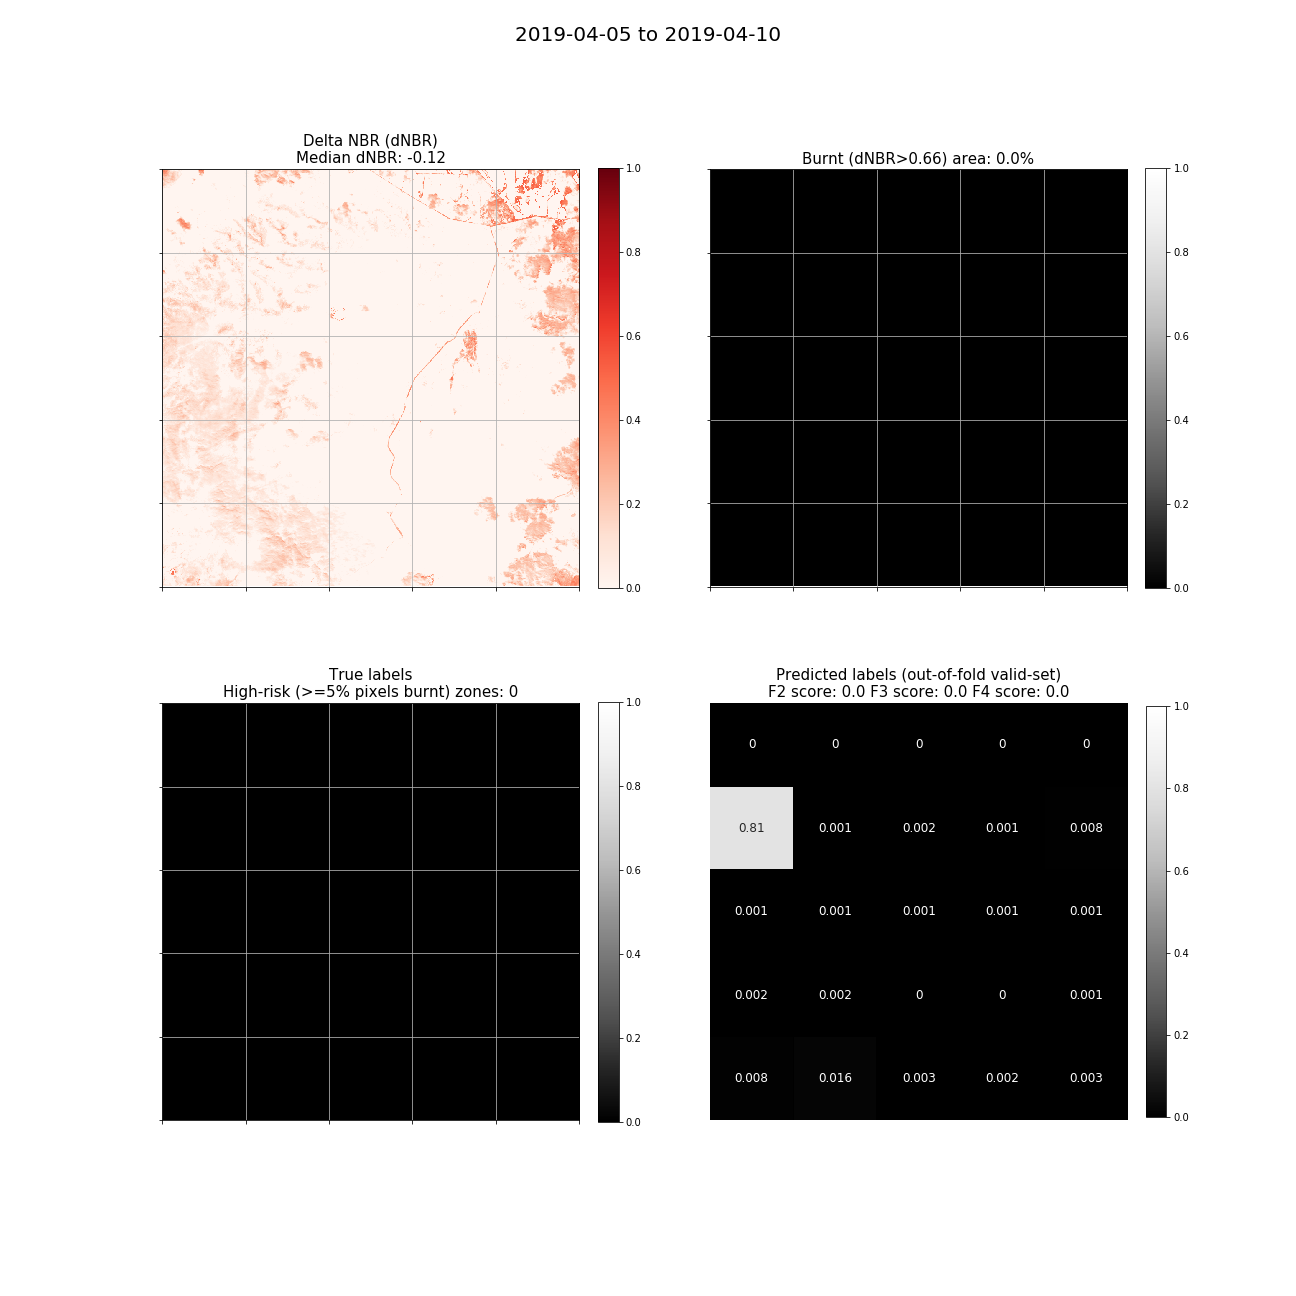 2019-04-05 to 2019-04-10
Delta NBR (dNBR)
Median dNBR: -0.12
1.0
0.8
0.6
0.4
0.2
0.0
Burnt (dNBR>0.66) area: 0.0%
1.0
0.8
0.6
0.4
0.2
0.0
True labels
High-risk (>=5% pixels burnt) zones: 0
1.0
0.8
0.6
0.4
0.2
0.0
Predicted labels (out-of-fold valid-set)
F2 score: 0.0 F3 score: 0.0 F4 score: 0.0
0 0 0 0 0
0.81 0.001 0.002 0.001 0.008
0.001 0.001 0.001 0.001 0.001
0.002 0.002 0 0 0.001
0.008 0.016 0.003 0.002 0.003
1.0
0.8
0.6
0.4
0.2
0.0